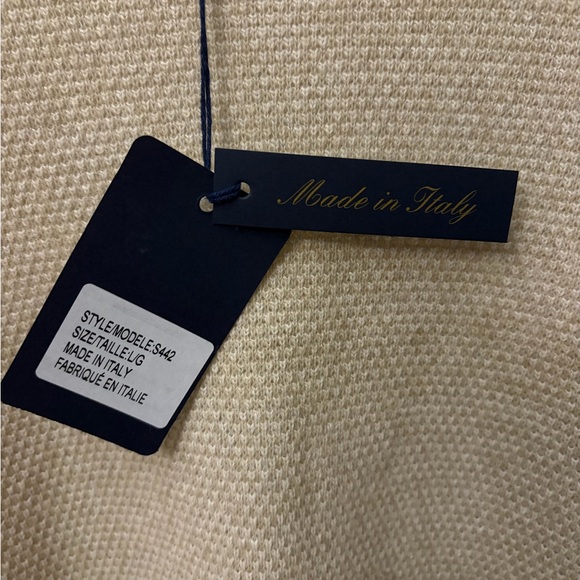 Made in Italy
STYLE/MODELE:S442
SIZE/TAILLE:L/G
MADE IN ITALY
FABRIQUÉ EN ITALIE